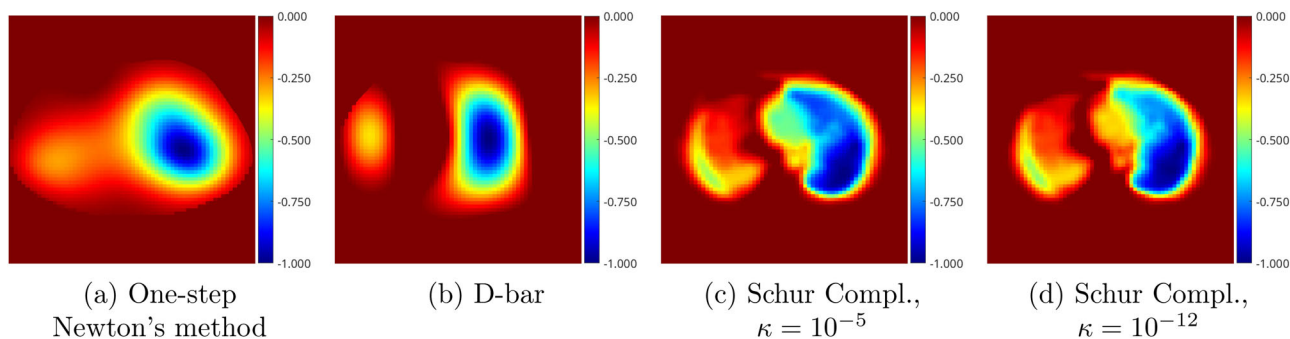 0.000
-0.250
-0.500
-0.750
-1.000
0.000
-0.250
-0.500
-0.750
-1.000
0.000
-0.250
-0.500
-0.750
-1.000
0.000
-0.250
-0.500
-0.750
-1.000
(a) One-step
Newton's method
(b) D-bar
(c) Schur Compl.,
κ = 10⁻⁵
(d) Schur Compl.,
κ = 10⁻¹²